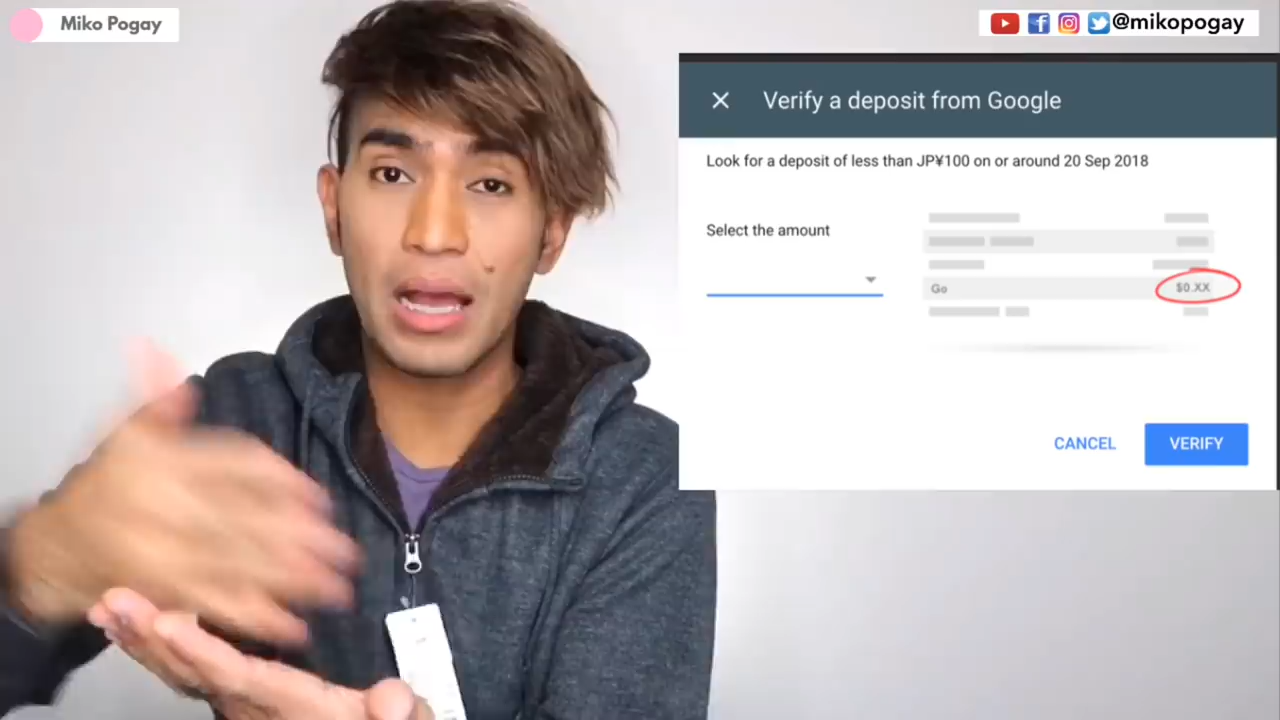 Miko Pogay
@mikopogay
Verify a deposit from Google
Look for a deposit of less than JP¥100 on or around 20 Sep 2018
Select the amount
Go
$0.XX
CANCEL
VERIFY